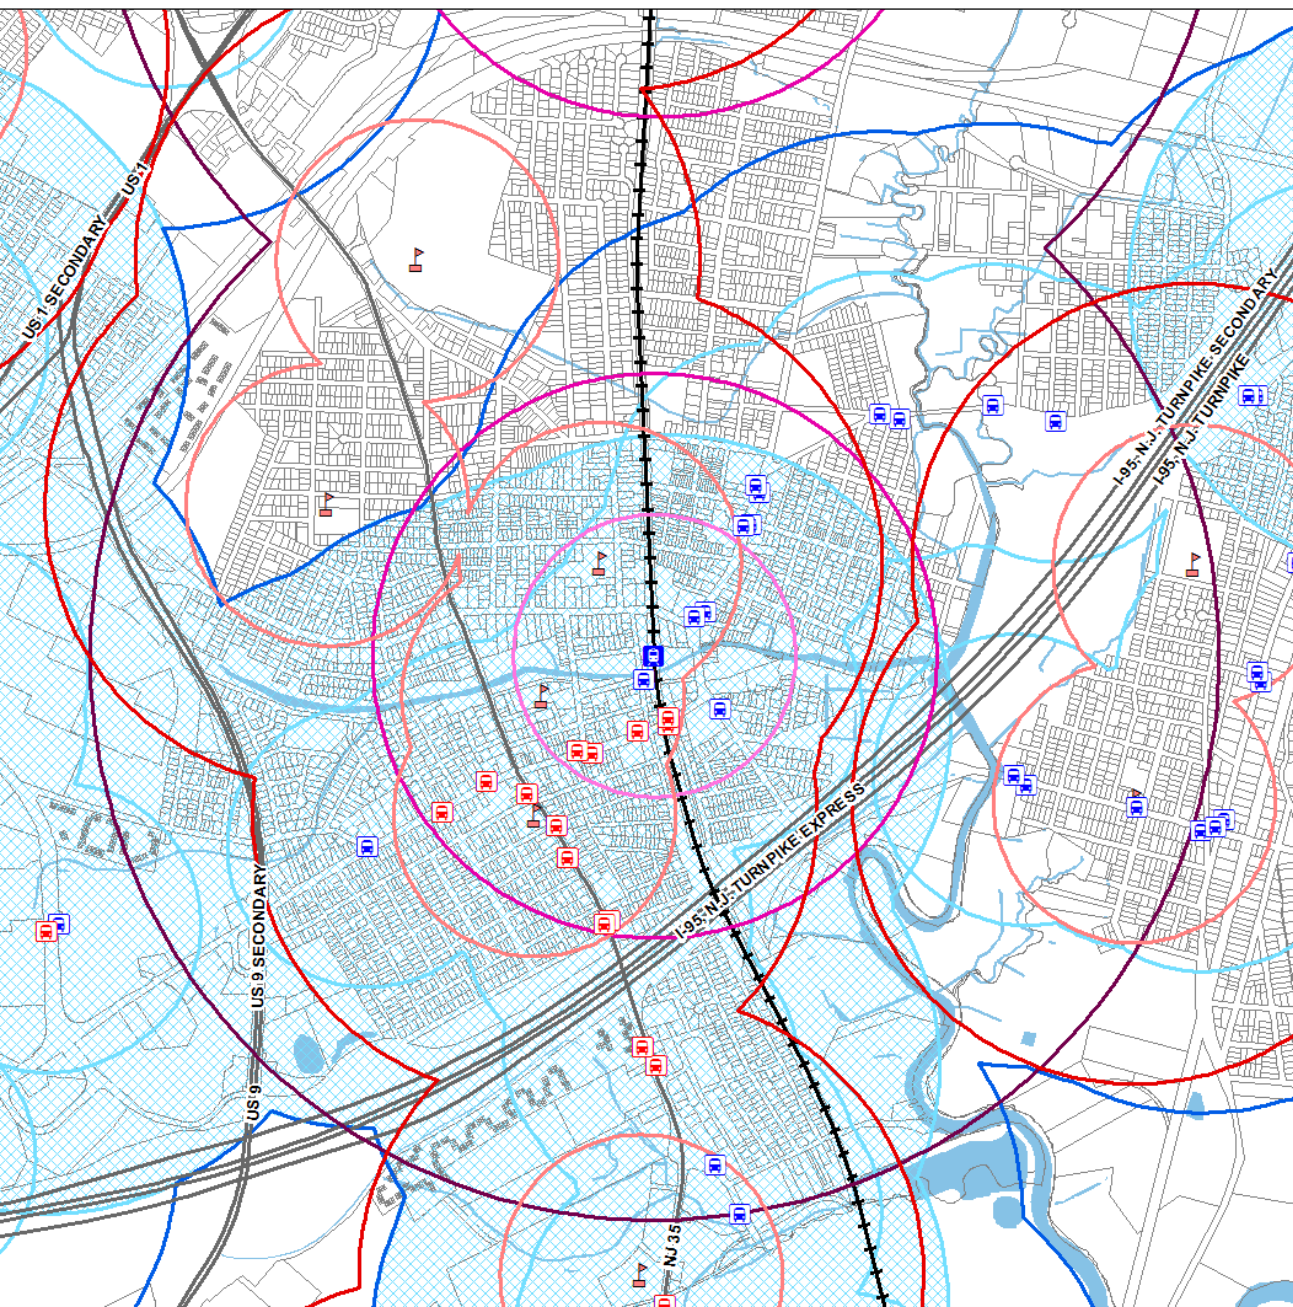 US 1
US 1 SECONDARY
I-95; N.J. TURNPIKE SECONDARY
I-95; N.J. TURNPIKE
I-95; N.J. TURNPIKE EXPRESS
US 9 SECONDARY
US 9
NJ 35